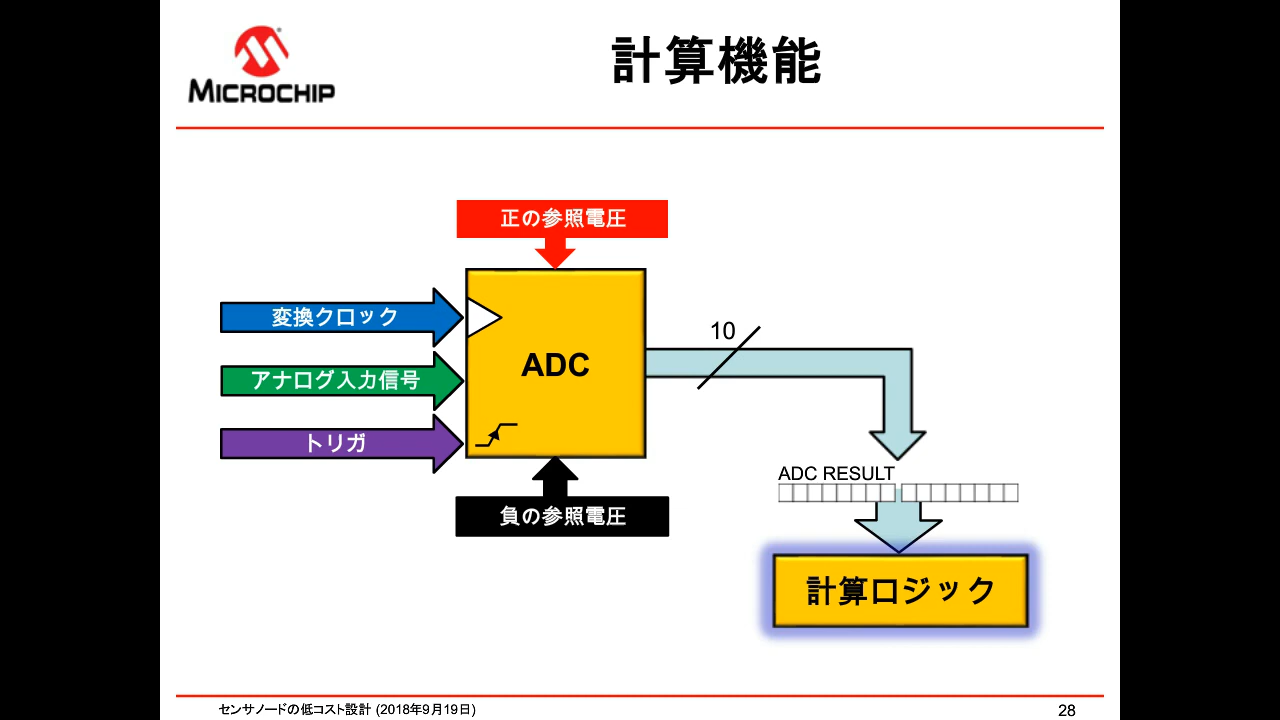 MICROCHIP
計算機能
正の参照電圧
変換クロック
アナログ入力信号
トリガ
ADC
10
負の参照電圧
ADC RESULT
計算ロジック
センサノードの低コスト設計 (2018年9月19日)
28